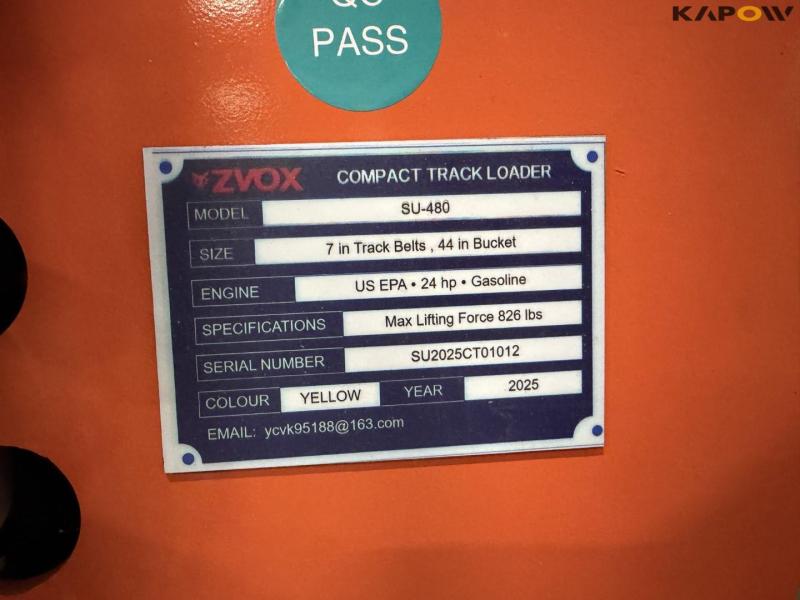 KAPOW
QC
PASS
ZVOX COMPACT TRACK LOADER
MODEL SU-480
SIZE 7 in Track Belts , 44 in Bucket
ENGINE US EPA • 24 hp • Gasoline
SPECIFICATIONS Max Lifting Force 826 lbs
SERIAL NUMBER SU2025CT01012
COLOUR YELLOW YEAR 2025
EMAIL: ycvk95188@163.com